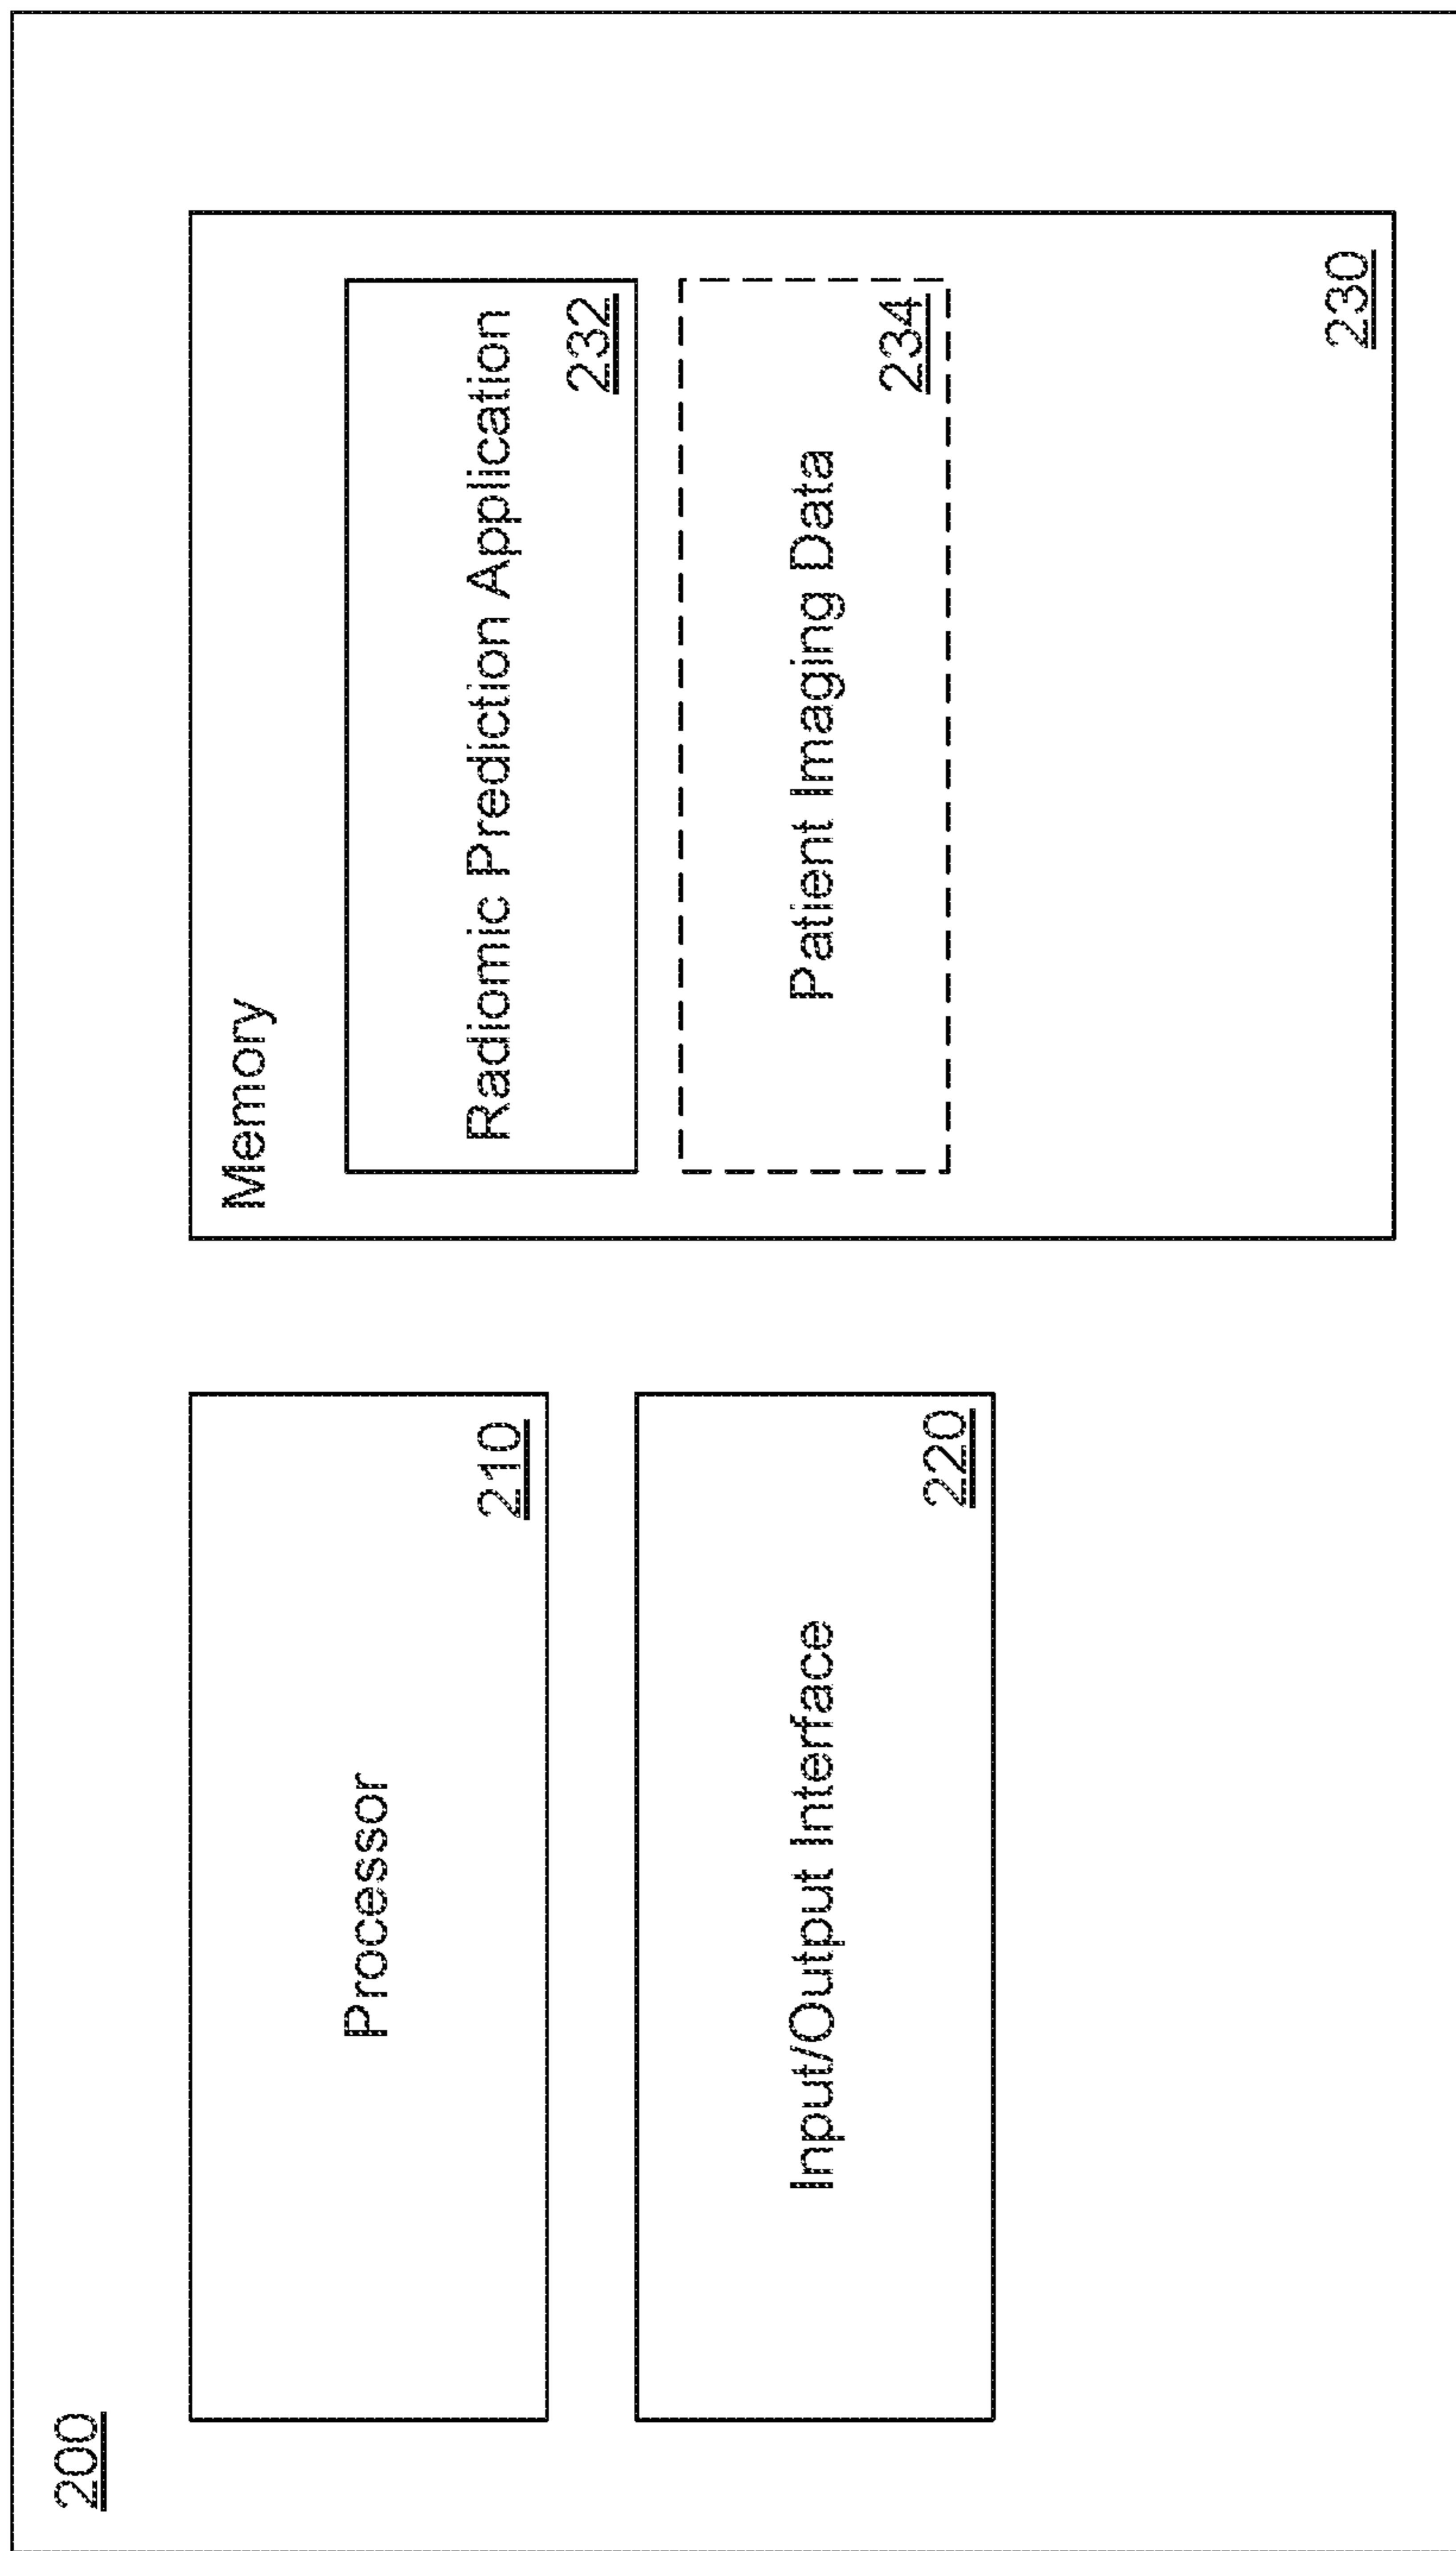 200
Processor
210
Input/Output Interface
220
Memory
Radiomic Prediction Application
232
Patient Imaging Data
234
230